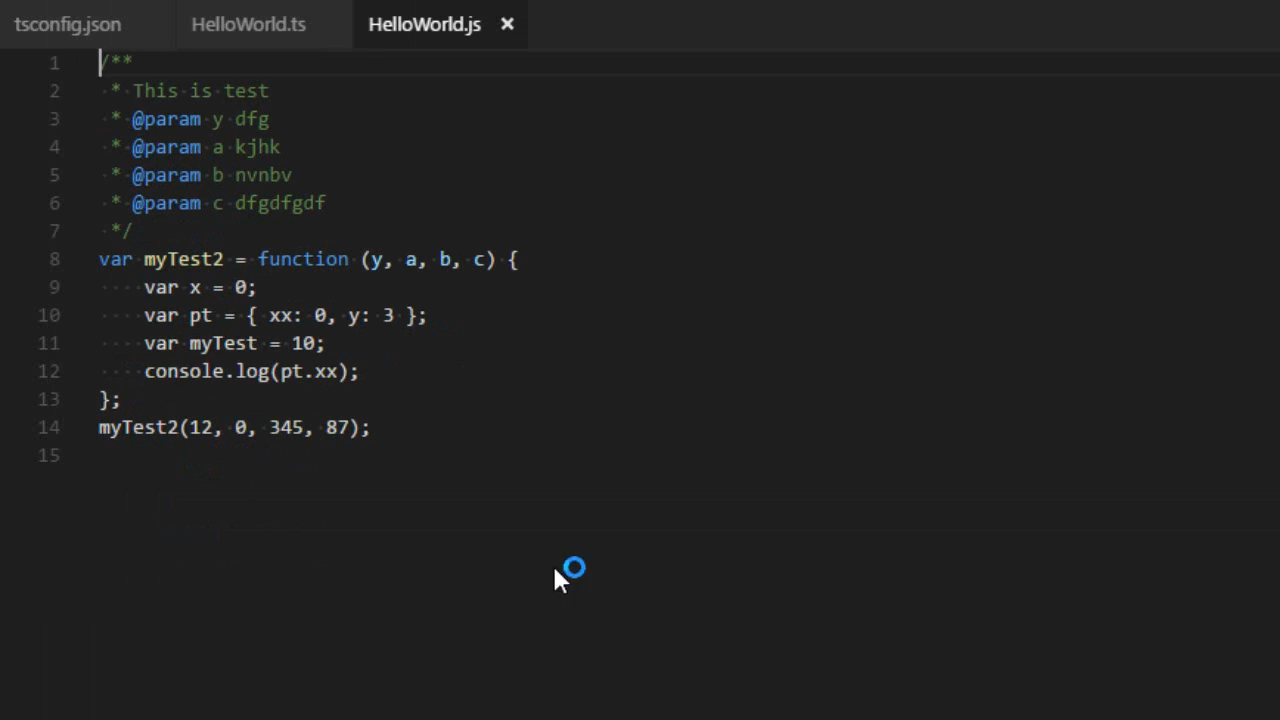 tsconfig.json HelloWorld.ts HelloWorld.js ×
1 /**
2  * This is test
3  * @param y dfg
4  * @param a kjhk
5  * @param b nvnbv
6  * @param c dfgdfgdf
7  */
8 var myTest2 = function (y, a, b, c) {
9     var x = 0;
10     var pt = { xx: 0, y: 3 };
11     var myTest = 10;
12     console.log(pt.xx);
13 };
14 myTest2(12, 0, 345, 87);
15